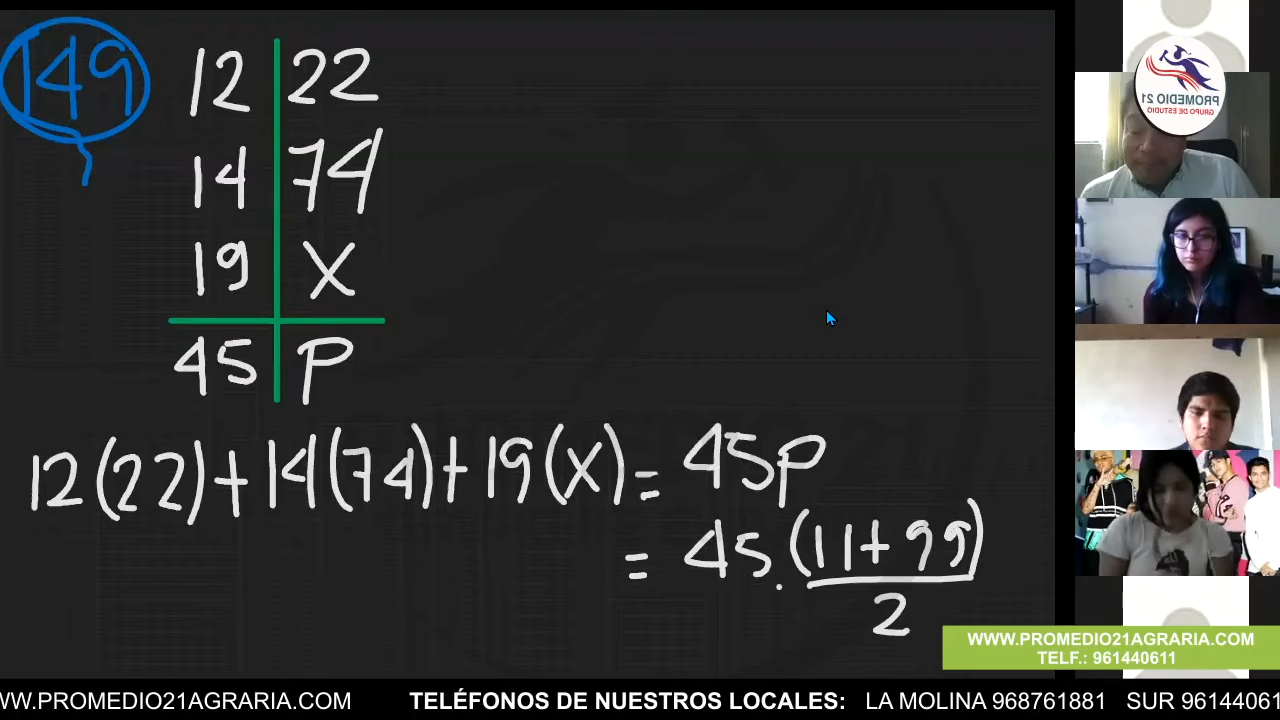 149
12 | 22
14 | 74
19 | X
45 | P
12(22)+14(74)+19(X)= 45P
= 45.(11+99)/2
PROMEDIO 21
GRUPO DE ESTUDIO
WWW.PROMEDIO21AGRARIA.COM
TELF.: 961440611
WW.PROMEDIO21AGRARIA.COM TELÉFONOS DE NUESTROS LOCALES: LA MOLINA 968761881 SUR 96144061